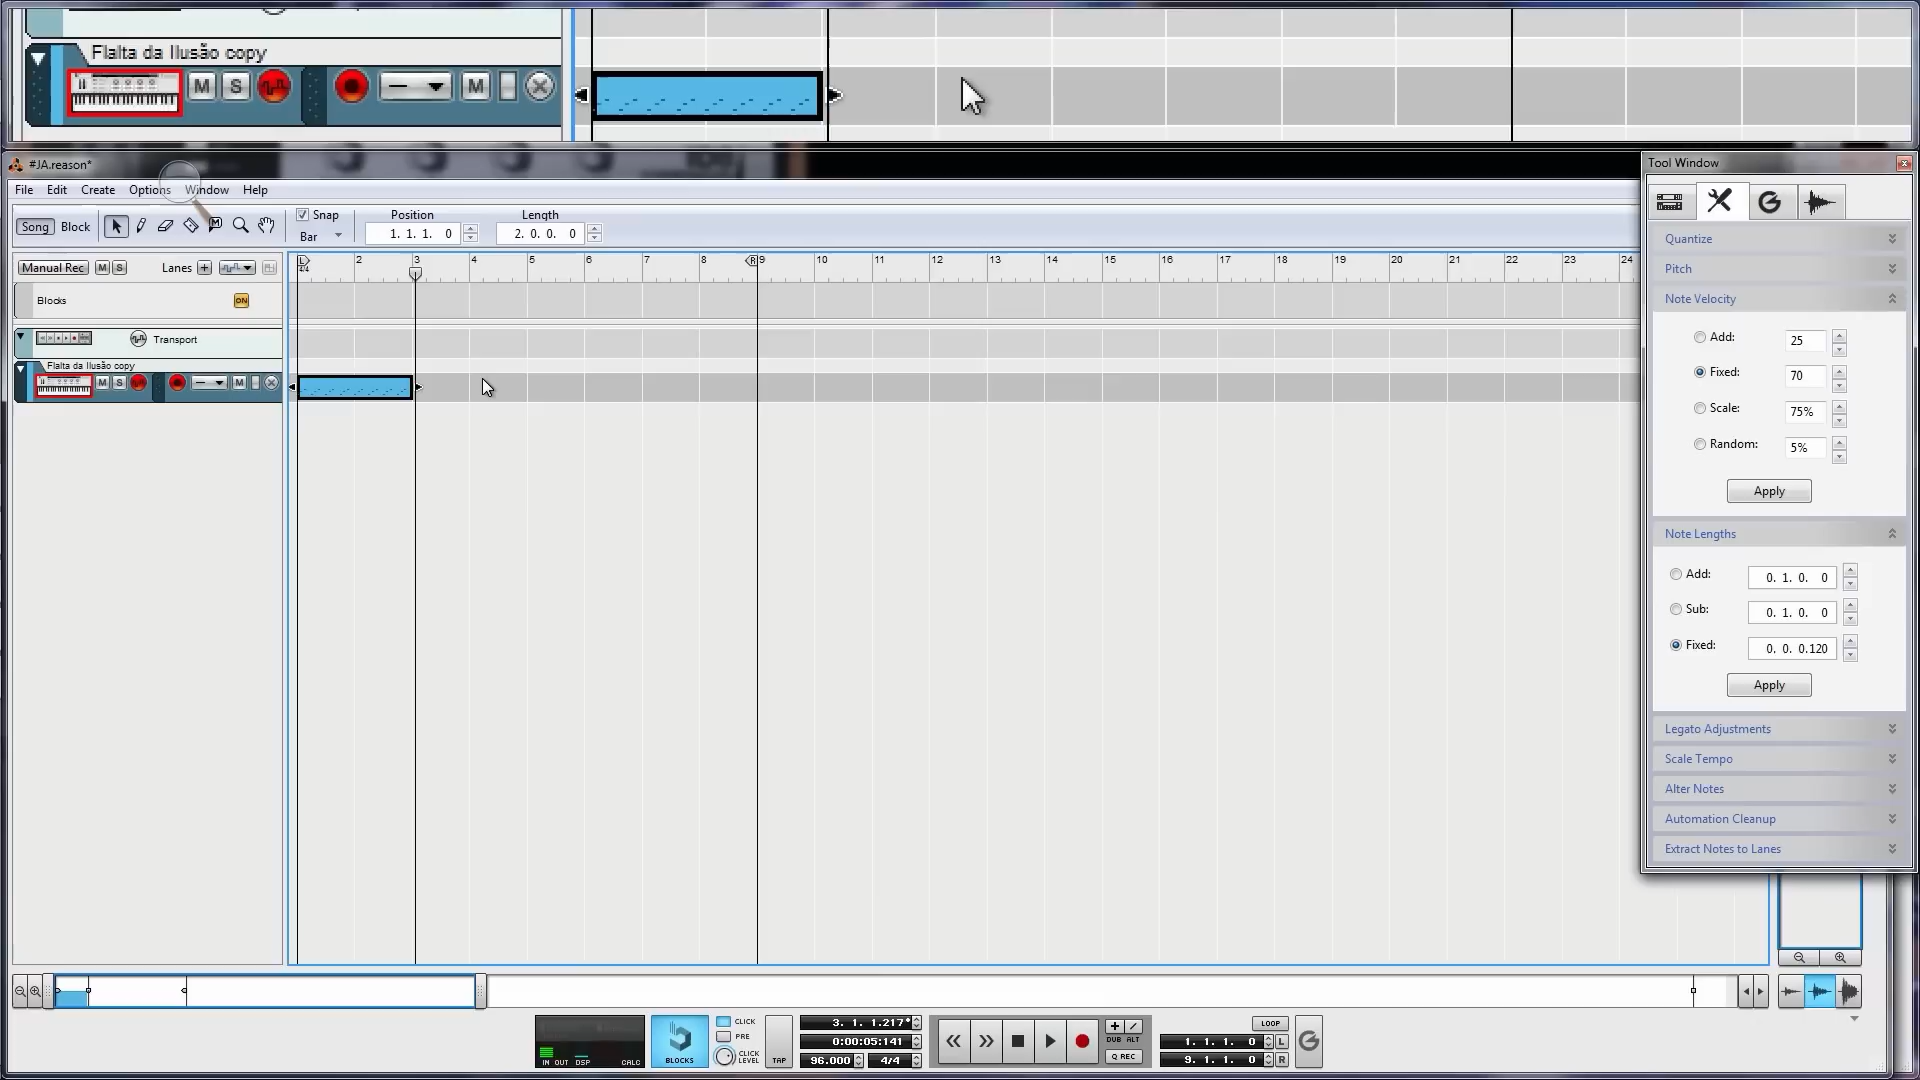 Flalta da Ilusão copy
M S M
#JA.reason*
Tool Window
File Edit Create Options Window Help
Song Block M
Snap
Bar
Position
1. 1. 1. 0
Length
2. 0. 0. 0
Manual Rec M S Lanes +
L 2 3 4 5 6 7 8 R 9 10 11 12 13 14 15 16 17 18 19 20 21 22 23 24
4/4
Blocks ON
Transport
Flalta da Ilusão copy
M S M
Quantize
Pitch
Note Velocity
Add: 25
Fixed: 70
Scale: 75%
Random: 5%
Apply
Note Lengths
Add: 0. 1. 0. 0
Sub: 0. 1. 0. 0
Fixed: 0. 0. 0.120
Apply
Legato Adjustments
Scale Tempo
Alter Notes
Automation Cleanup
Extract Notes to Lanes
IN OUT DSP CALC
BLOCKS
CLICK
PRE
CLICK
LEVEL
TAP
3. 1. 1.217*
0:00:05:141
96.000 4/4
DUB ALT
Q REC
LOOP
1. 1. 1. 0 L
9. 1. 1. 0 R